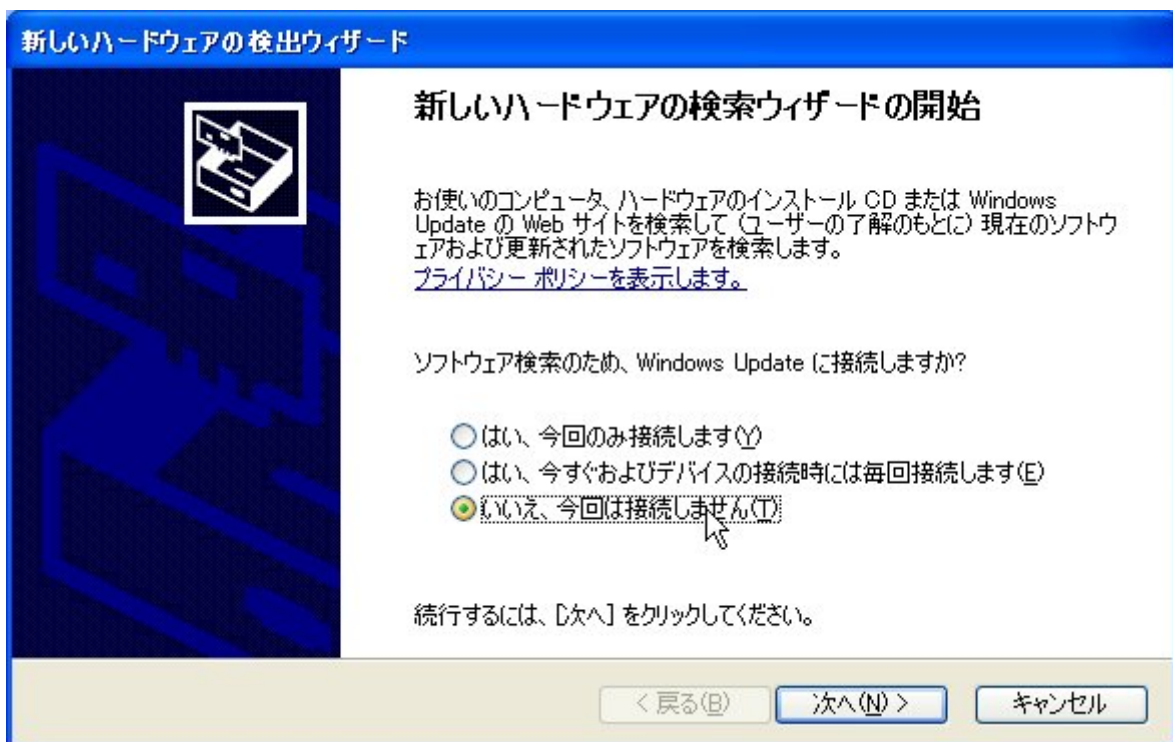 新しいハードウェアの検出ウィザード
新しいハードウェアの検索ウィザードの開始
お使いのコンピュータ、ハードウェアのインストール CD または Windows
Update の Web サイトを検索して (ユーザーの了解のもとに) 現在のソフトウ
ェアおよび更新されたソフトウェアを検索します。
プライバシー ポリシーを表示します。
ソフトウェア検索のため、Windows Update に接続しますか?
はい、今回のみ接続します(Y)
はい、今すぐおよびデバイスの接続時には毎回接続します(E)
いいえ、今回は接続しません(T)
続行するには、[次へ] をクリックしてください。
< 戻る(B)
次へ(N) >
キャンセル